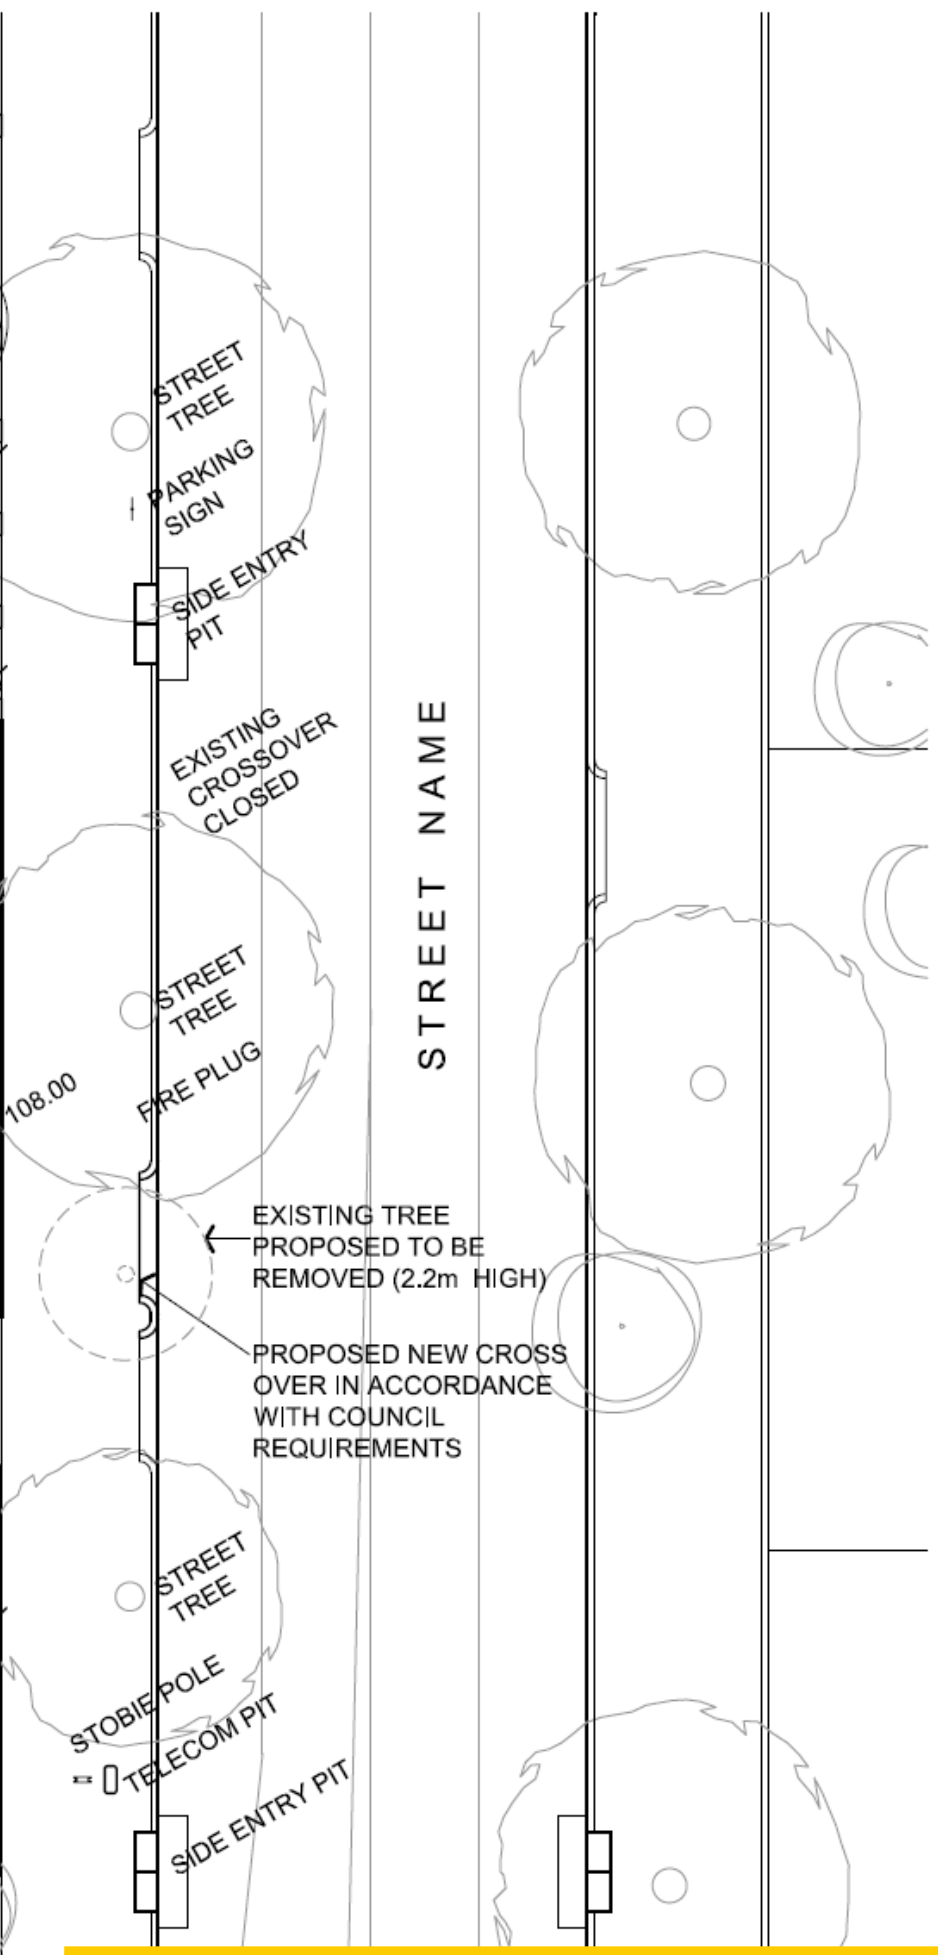 STREET
TREE
PARKING
SIGN
SIDE ENTRY
PIT
EXISTING
CROSSOVER
CLOSED
STREET NAME
STREET
TREE
FIRE PLUG
108.00
EXISTING TREE
PROPOSED TO BE
REMOVED (2.2m HIGH)
PROPOSED NEW CROSS
OVER IN ACCORDANCE
WITH COUNCIL
REQUIREMENTS
STREET
TREE
STOBIE POLE
TELECOM PIT
SIDE ENTRY PIT